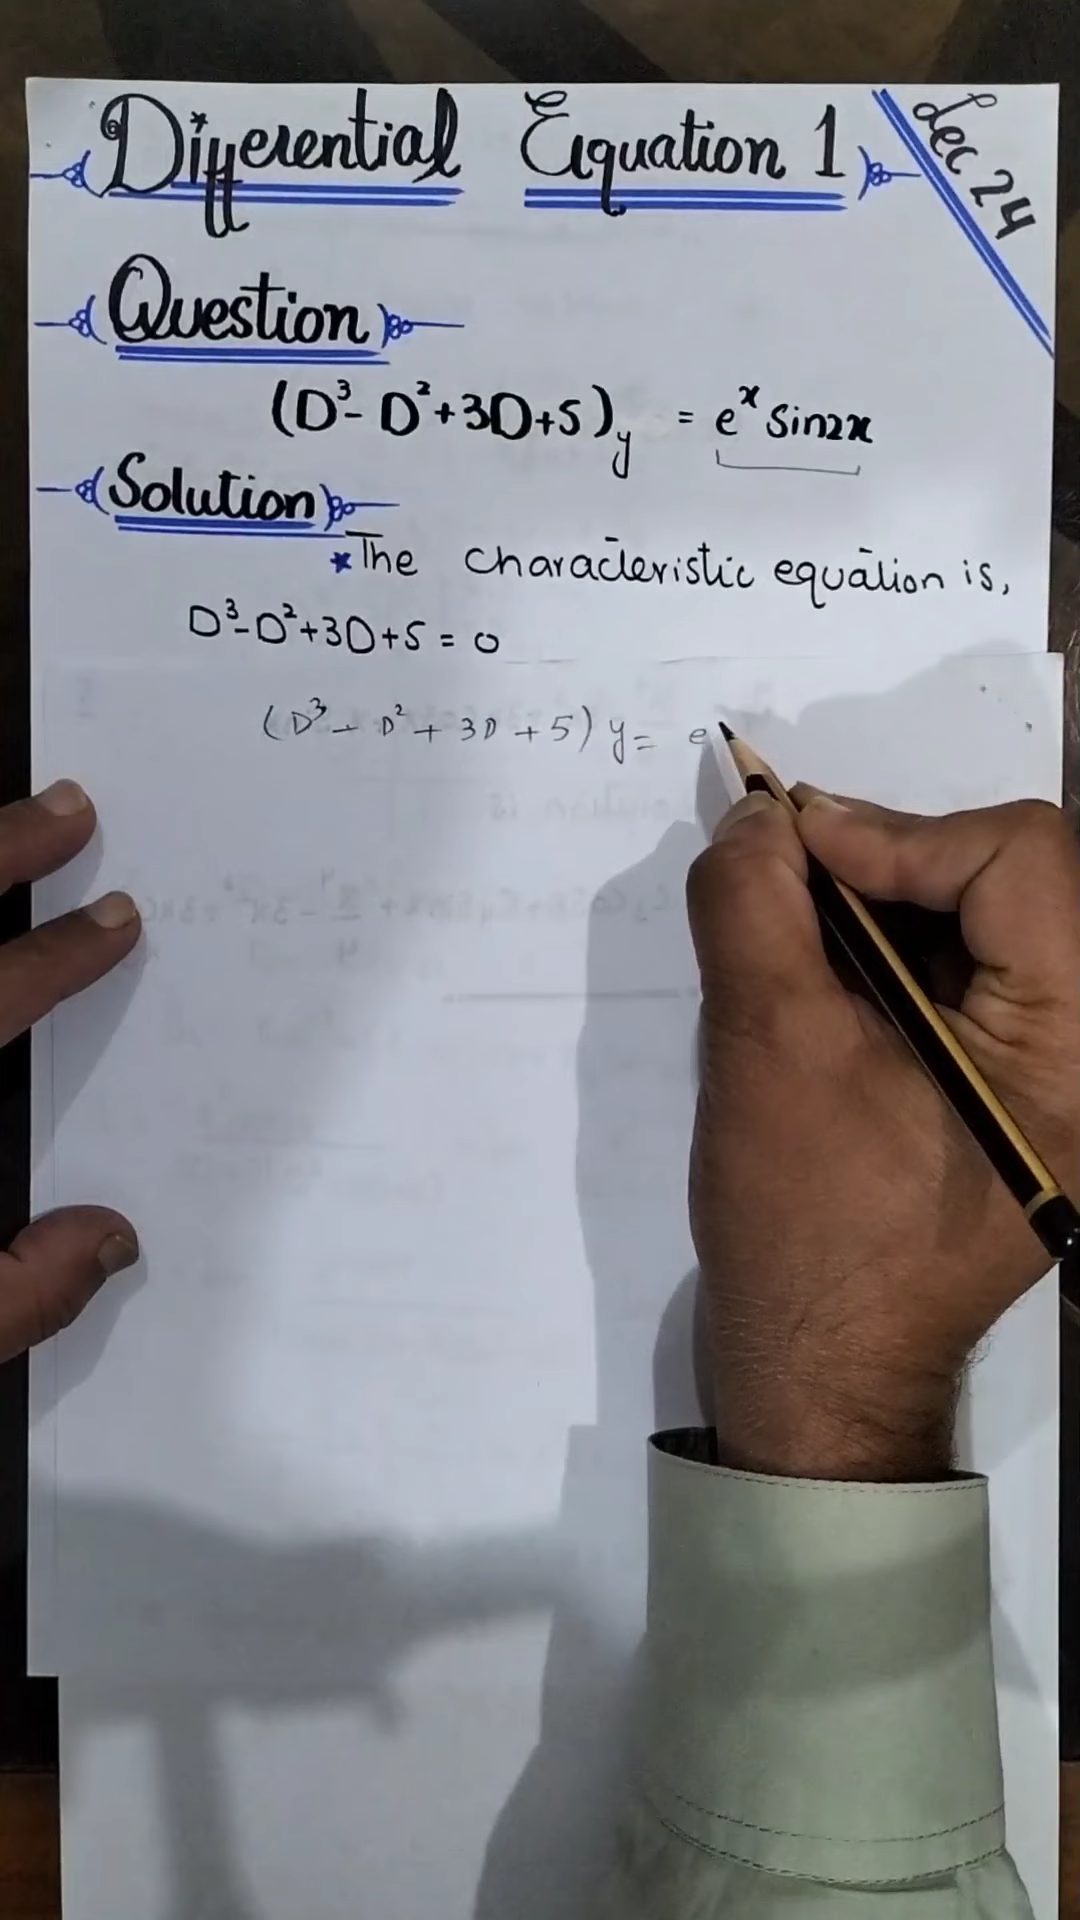 Differential Equation 1
Lec 24
Question
(D³ - D² + 3D + 5)y = eˣ Sin2x
Solution
*The characteristic equation is,
D³ - D² + 3D + 5 = 0
(D³ - D² + 3D + 5) y = e